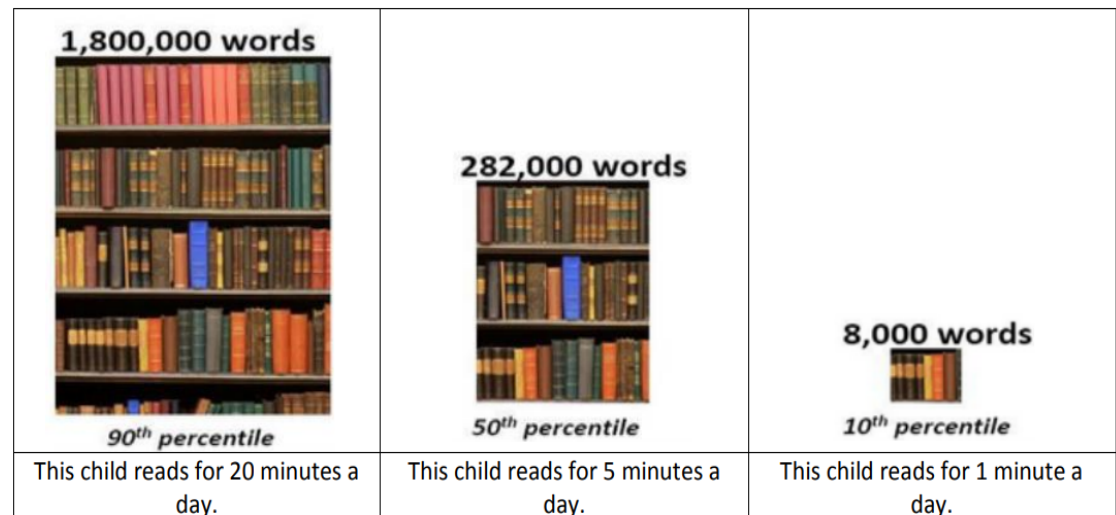 1,800,000 words
90th percentile
This child reads for 20 minutes a
day.
282,000 words
50th percentile
This child reads for 5 minutes a
day.
8,000 words
10th percentile
This child reads for 1 minute a
day.